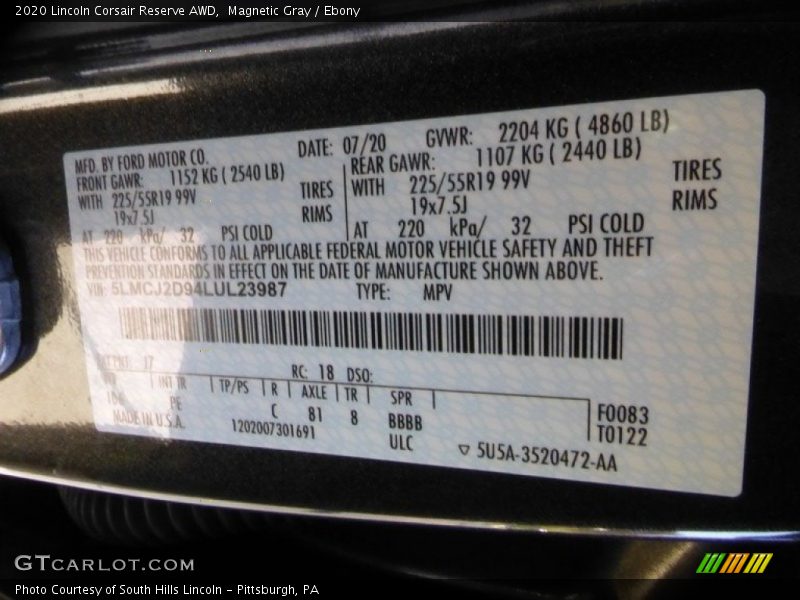 2020 Lincoln Corsair Reserve AWD,  Magnetic Gray / Ebony
MFD. BY FORD MOTOR CO.
DATE: 07/20
GVWR: 2204 KG ( 4860 LB)
FRONT GAWR: 1152 KG ( 2540 LB)
REAR GAWR: 1107 KG ( 2440 LB)
WITH 225/55R19 99V TIRES
WITH 225/55R19 99V TIRES
19x7.5J RIMS
19x7.5J RIMS
AT 220 kPa/ 32 PSI COLD
AT 220 kPa/ 32 PSI COLD
THIS VEHICLE CONFORMS TO ALL APPLICABLE FEDERAL MOTOR VEHICLE SAFETY AND THEFT
PREVENTION STANDARDS IN EFFECT ON THE DATE OF MANUFACTURE SHOWN ABOVE.
VIN: 5LMCJ2D94LUL23987
TYPE: MPV
17
RC: 18 DSO:
INT TR TP/PS R AXLE TR SPR
PE C 81 8 BBBB
F0083
T0122
MADE IN U.S.A.
1202007301691
ULC
5U5A-3520472-AA
GTCARLOT.COM
Photo Courtesy of South Hills Lincoln – Pittsburgh, PA